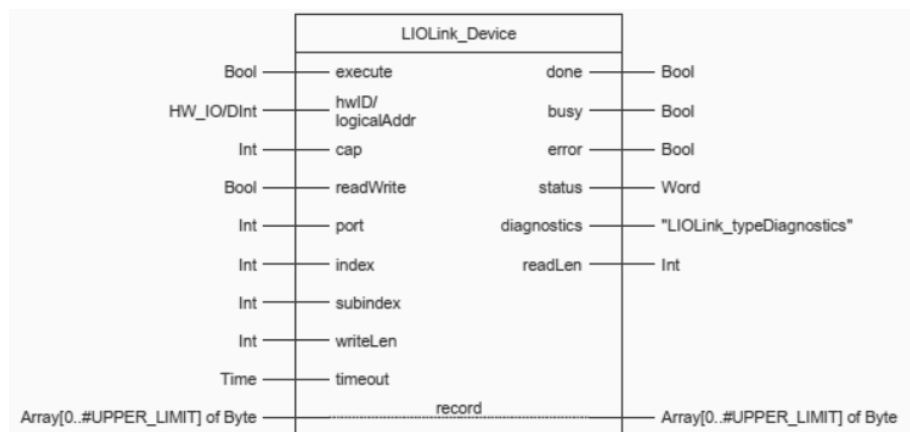 LIOLink_Device
Bool execute done Bool
HW_IO/DInt hwID/
logicalAddr busy Bool
Int cap error Bool
Bool readWrite status Word
Int port diagnostics "LIOLink_typeDiagnostics"
Int index readLen Int
Int subindex
Int writeLen
Time timeout
Array[0..#UPPER_LIMIT] of Byte record Array[0..#UPPER_LIMIT] of Byte